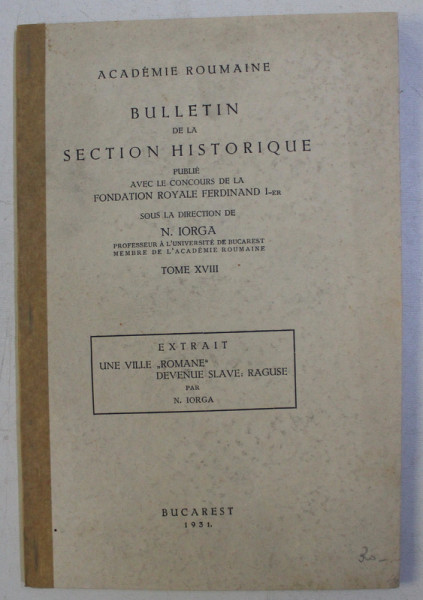 ACADÉMIE ROUMAINE
BULLETIN
DE LA
SECTION HISTORIQUE
PUBLIÉ
AVEC LE CONCOURS DE LA
FONDATION ROYALE FERDINAND I-ER
SOUS LA DIRECTION DE
N. IORGA
PROFESSEUR À L'UNIVERSITÉ DE BUCAREST
MEMBRE DE L'ACADÉMIE ROUMAINE
TOME XVIII
EXTRAIT
UNE VILLE „ROMANE"
DEVENUE SLAVE: RAGUSE
PAR
N. IORGA
BUCAREST
1931.
30-